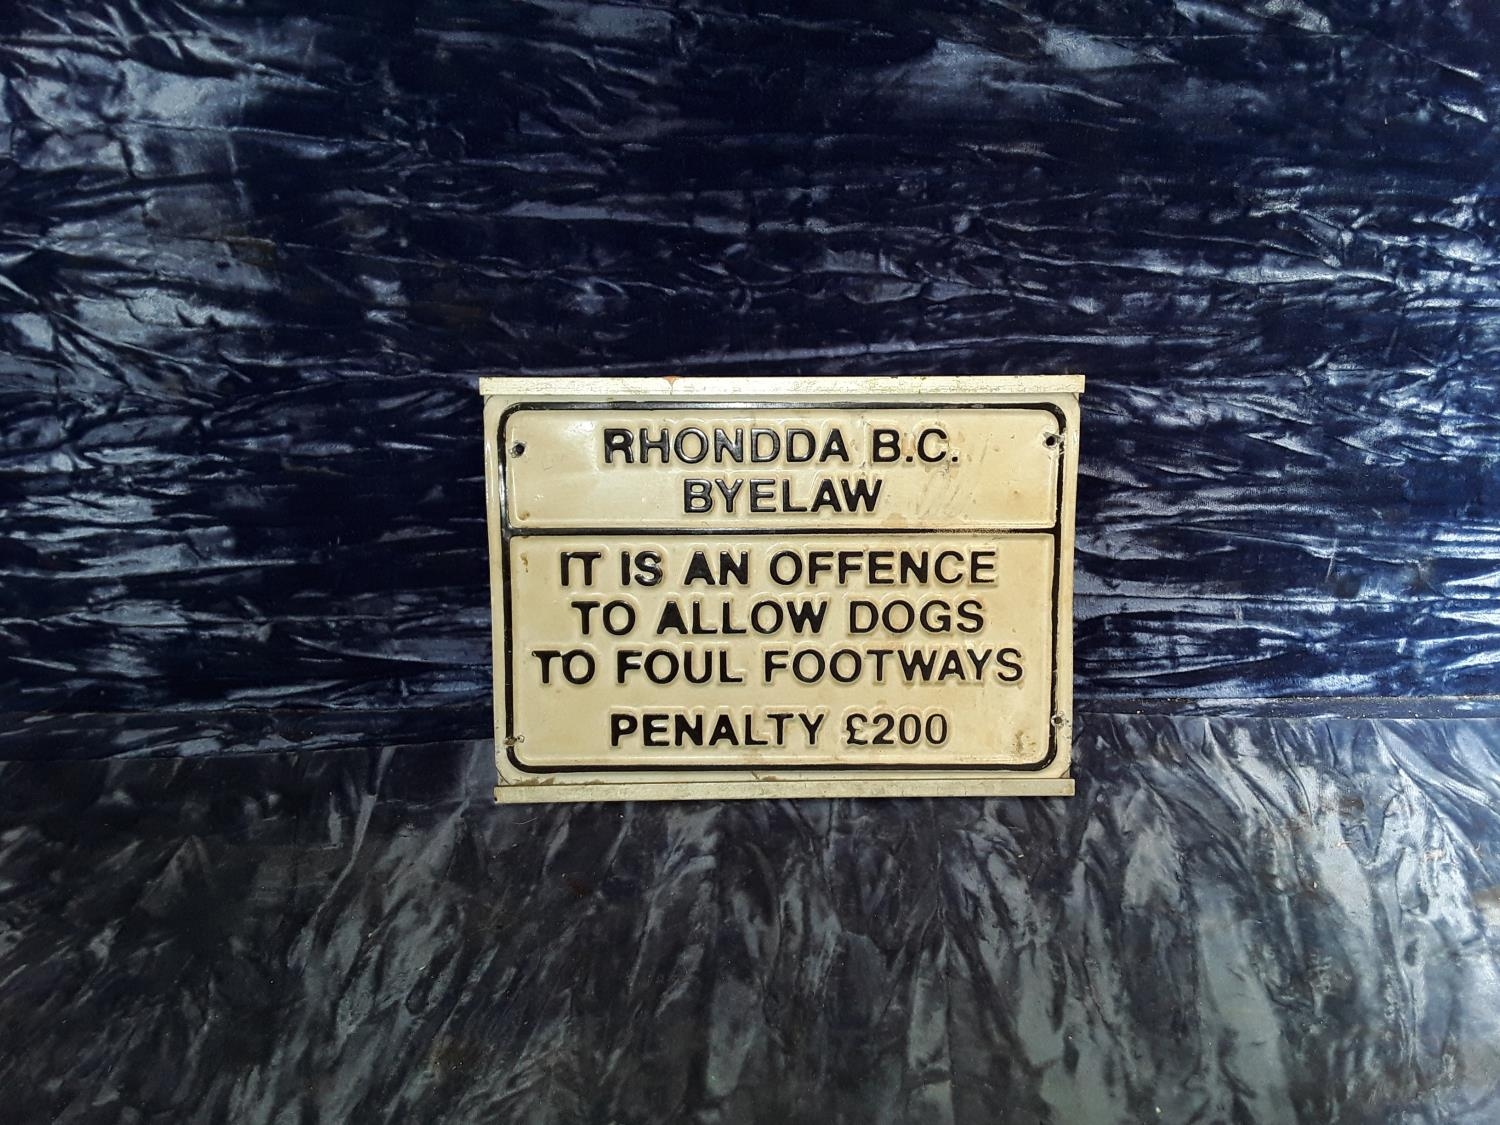 RHONDDA B.C.
BYELAW
IT IS AN OFFENCE
TO ALLOW DOGS
TO FOUL FOOTWAYS
PENALTY £200